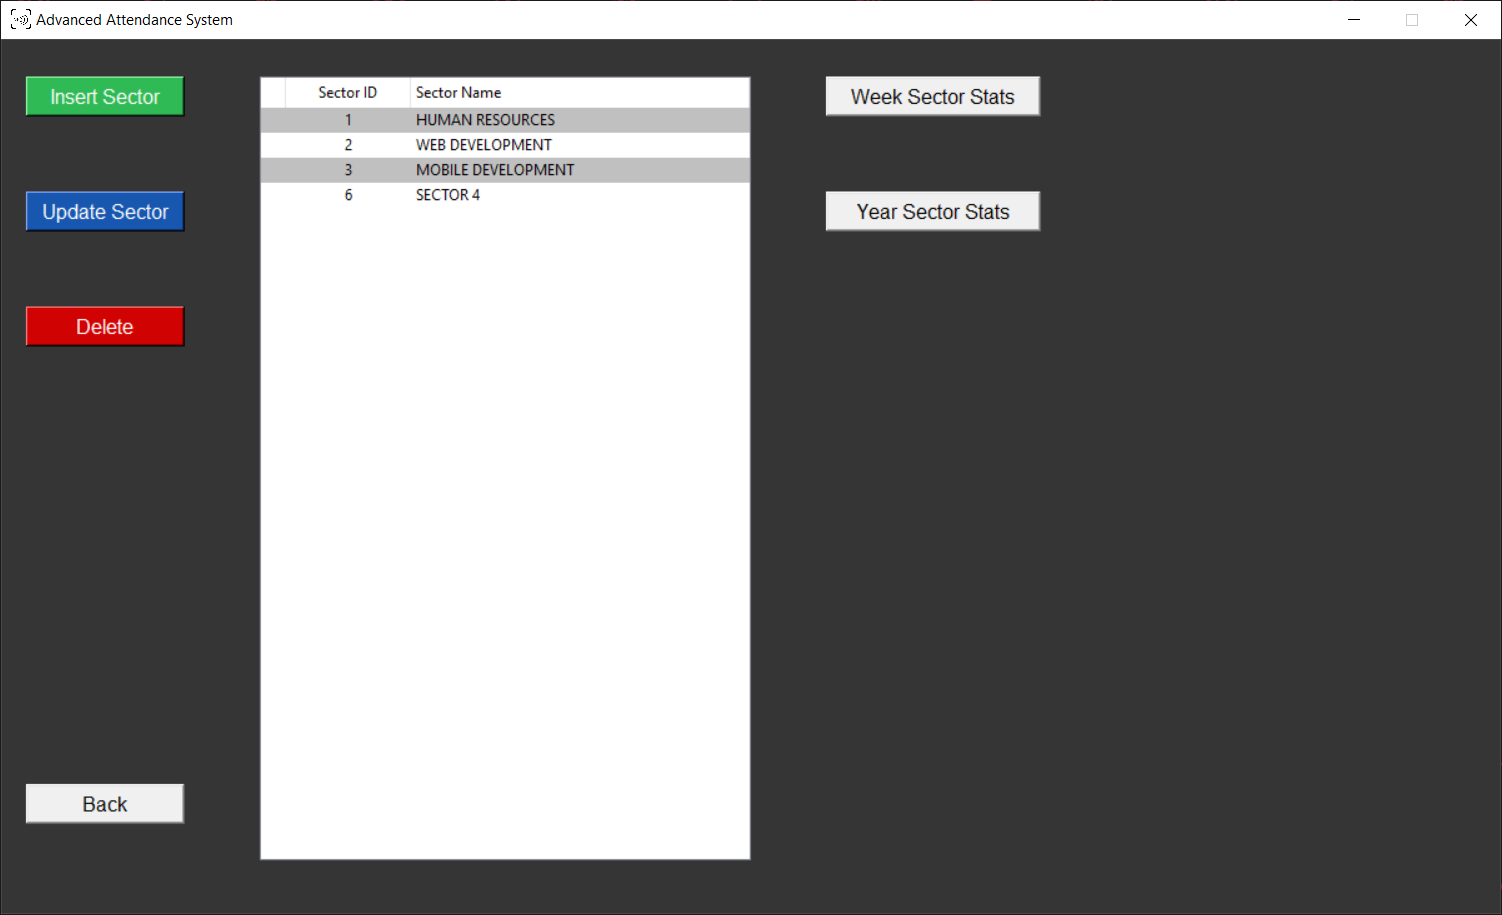 Advanced Attendance System
Insert Sector
Update Sector
Delete
Back
Sector ID Sector Name
1 HUMAN RESOURCES
2 WEB DEVELOPMENT
3 MOBILE DEVELOPMENT
6 SECTOR 4
Week Sector Stats
Year Sector Stats